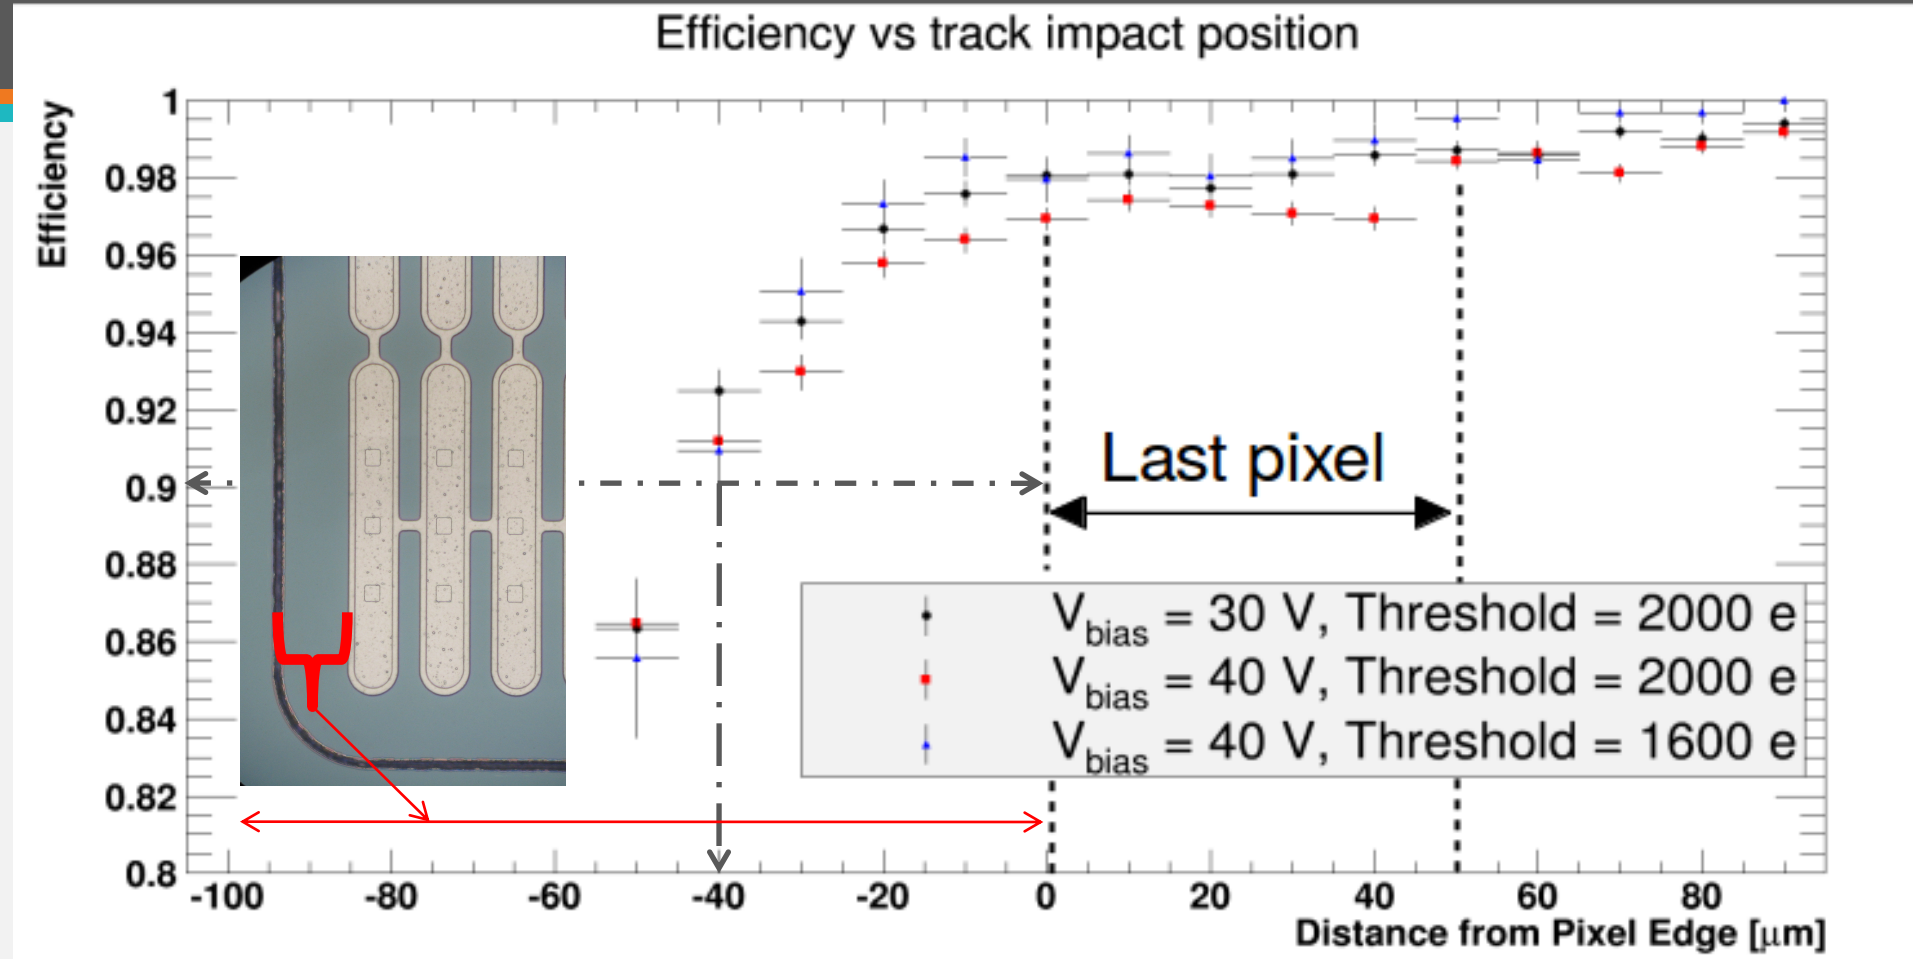 Efficiency vs track impact position
Efficiency
1
0.98
0.96
0.94
0.92
0.9
0.88
0.86
0.84
0.82
0.8
Last pixel
Vbias = 30 V, Threshold = 2000 e
Vbias = 40 V, Threshold = 2000 e
Vbias = 40 V, Threshold = 1600 e
-100 -80 -60 -40 -20 0 20 40 60 80
Distance from Pixel Edge [μm]